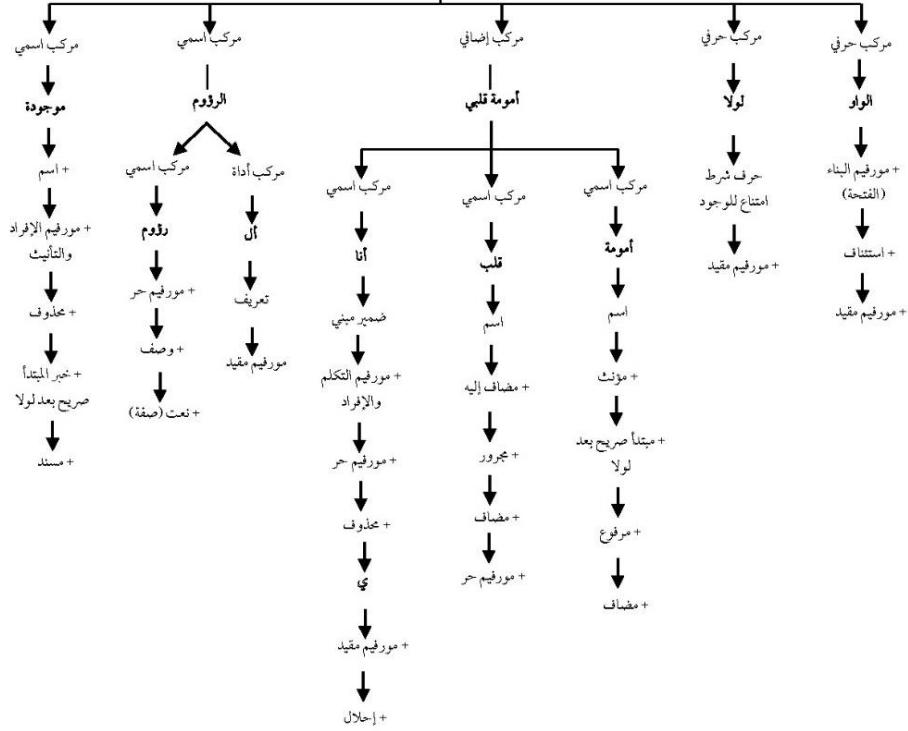 مركب حرفي
الواو
+ مورفيم البناء
(الفتحة)
+ استئناف
+ مورفيم مقيد
مركب حرفي
لولا
حرف شرط
امتناع للوجود
+ مورفيم مقيد
مركب إضافي
أمومة قلبي
مركب اسمي
أمومة
اسم
+ مؤنث
+ مبتدأ صريح بعد
لولا
+ مرفوع
+ مضاف
مركب اسمي
قلب
اسم
+ مضاف إليه
+ مجرور
+ مضاف
+ مورفيم حر
مركب اسمي
أنا
ضمير مبني
+ مورفيم التكلم
والإفراد
+ مورفيم حر
+ محذوف
ي
+ مورفيم مقيد
+ إحلال
مركب اسمي
الرؤوم
مركب أداة
أل
تعريف
مورفيم مقيد
مركب اسمي
رؤوم
+ مورفيم حر
+ وصف
+ نعت (صفة)
مركب اسمي
موجودة
+ اسم
+ مورفيم الإفراد
والتأنيث
+ محذوف
+ خبر المبتدأ
صريح بعد لولا
+ مسند